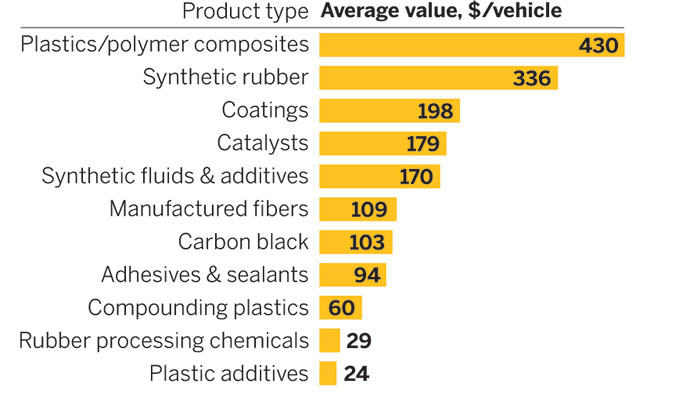 Product type Average value, $/vehicle
Plastics/polymer composites 430
Synthetic rubber 336
Coatings 198
Catalysts 179
Synthetic fluids & additives 170
Manufactured fibers 109
Carbon black 103
Adhesives & sealants 94
Compounding plastics 60
Rubber processing chemicals 29
Plastic additives 24